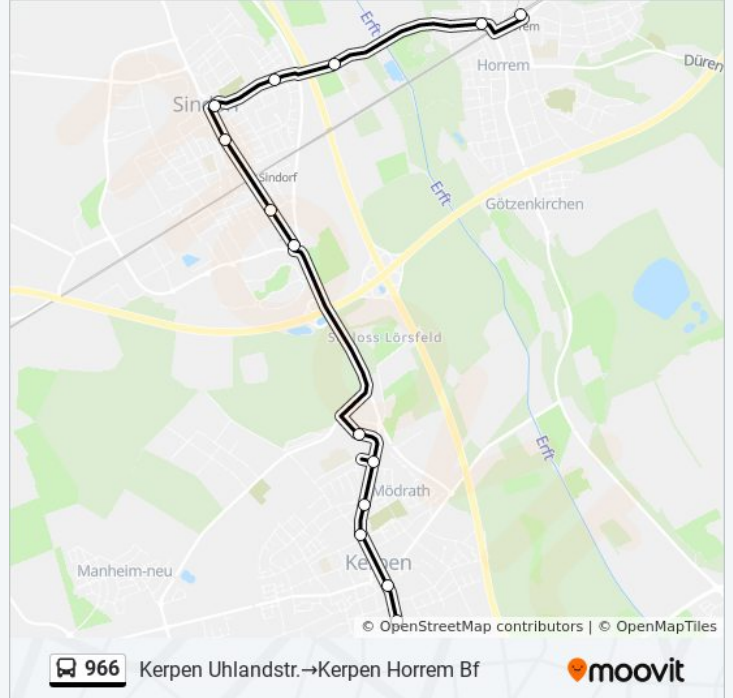 Erft
Horrem
Düren
Sindorf
Erft
Götzenkirchen
Schloss Lörsfeld
Erft
Mödrath
Kerpen
Manheim-neu
© OpenStreetMap contributors | © OpenMapTiles
966 Kerpen Uhlandstr.→Kerpen Horrem Bf
moovit